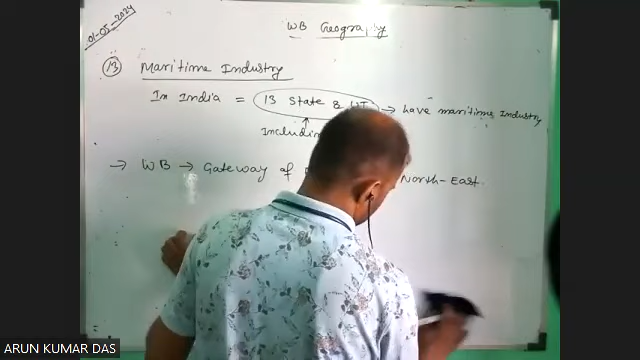 01-05-2024
WB Geography
13 Maritime Industry
In India = 13 State & UT → have maritime Industry
Includin
→ WB → Gateway of North-East.
ARUN KUMAR DAS